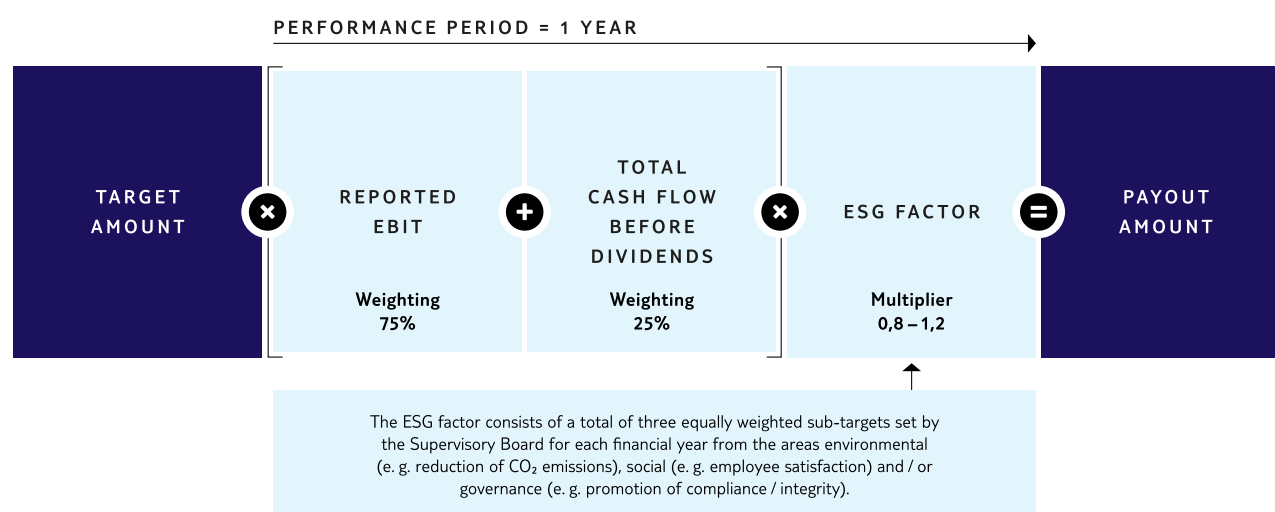 PERFORMANCE PERIOD = 1 YEAR
TARGET
AMOUNT
×
REPORTED
EBIT
Weighting
75%
+
TOTAL
CASH FLOW
BEFORE
DIVIDENDS
Weighting
25%
×
ESG FACTOR
Multiplier
0,8 – 1,2
=
PAYOUT
AMOUNT
The ESG factor consists of a total of three equally weighted sub-targets set by
the Supervisory Board for each financial year from the areas environmental
(e. g. reduction of CO₂ emissions), social (e. g. employee satisfaction) and / or
governance (e. g. promotion of compliance / integrity).